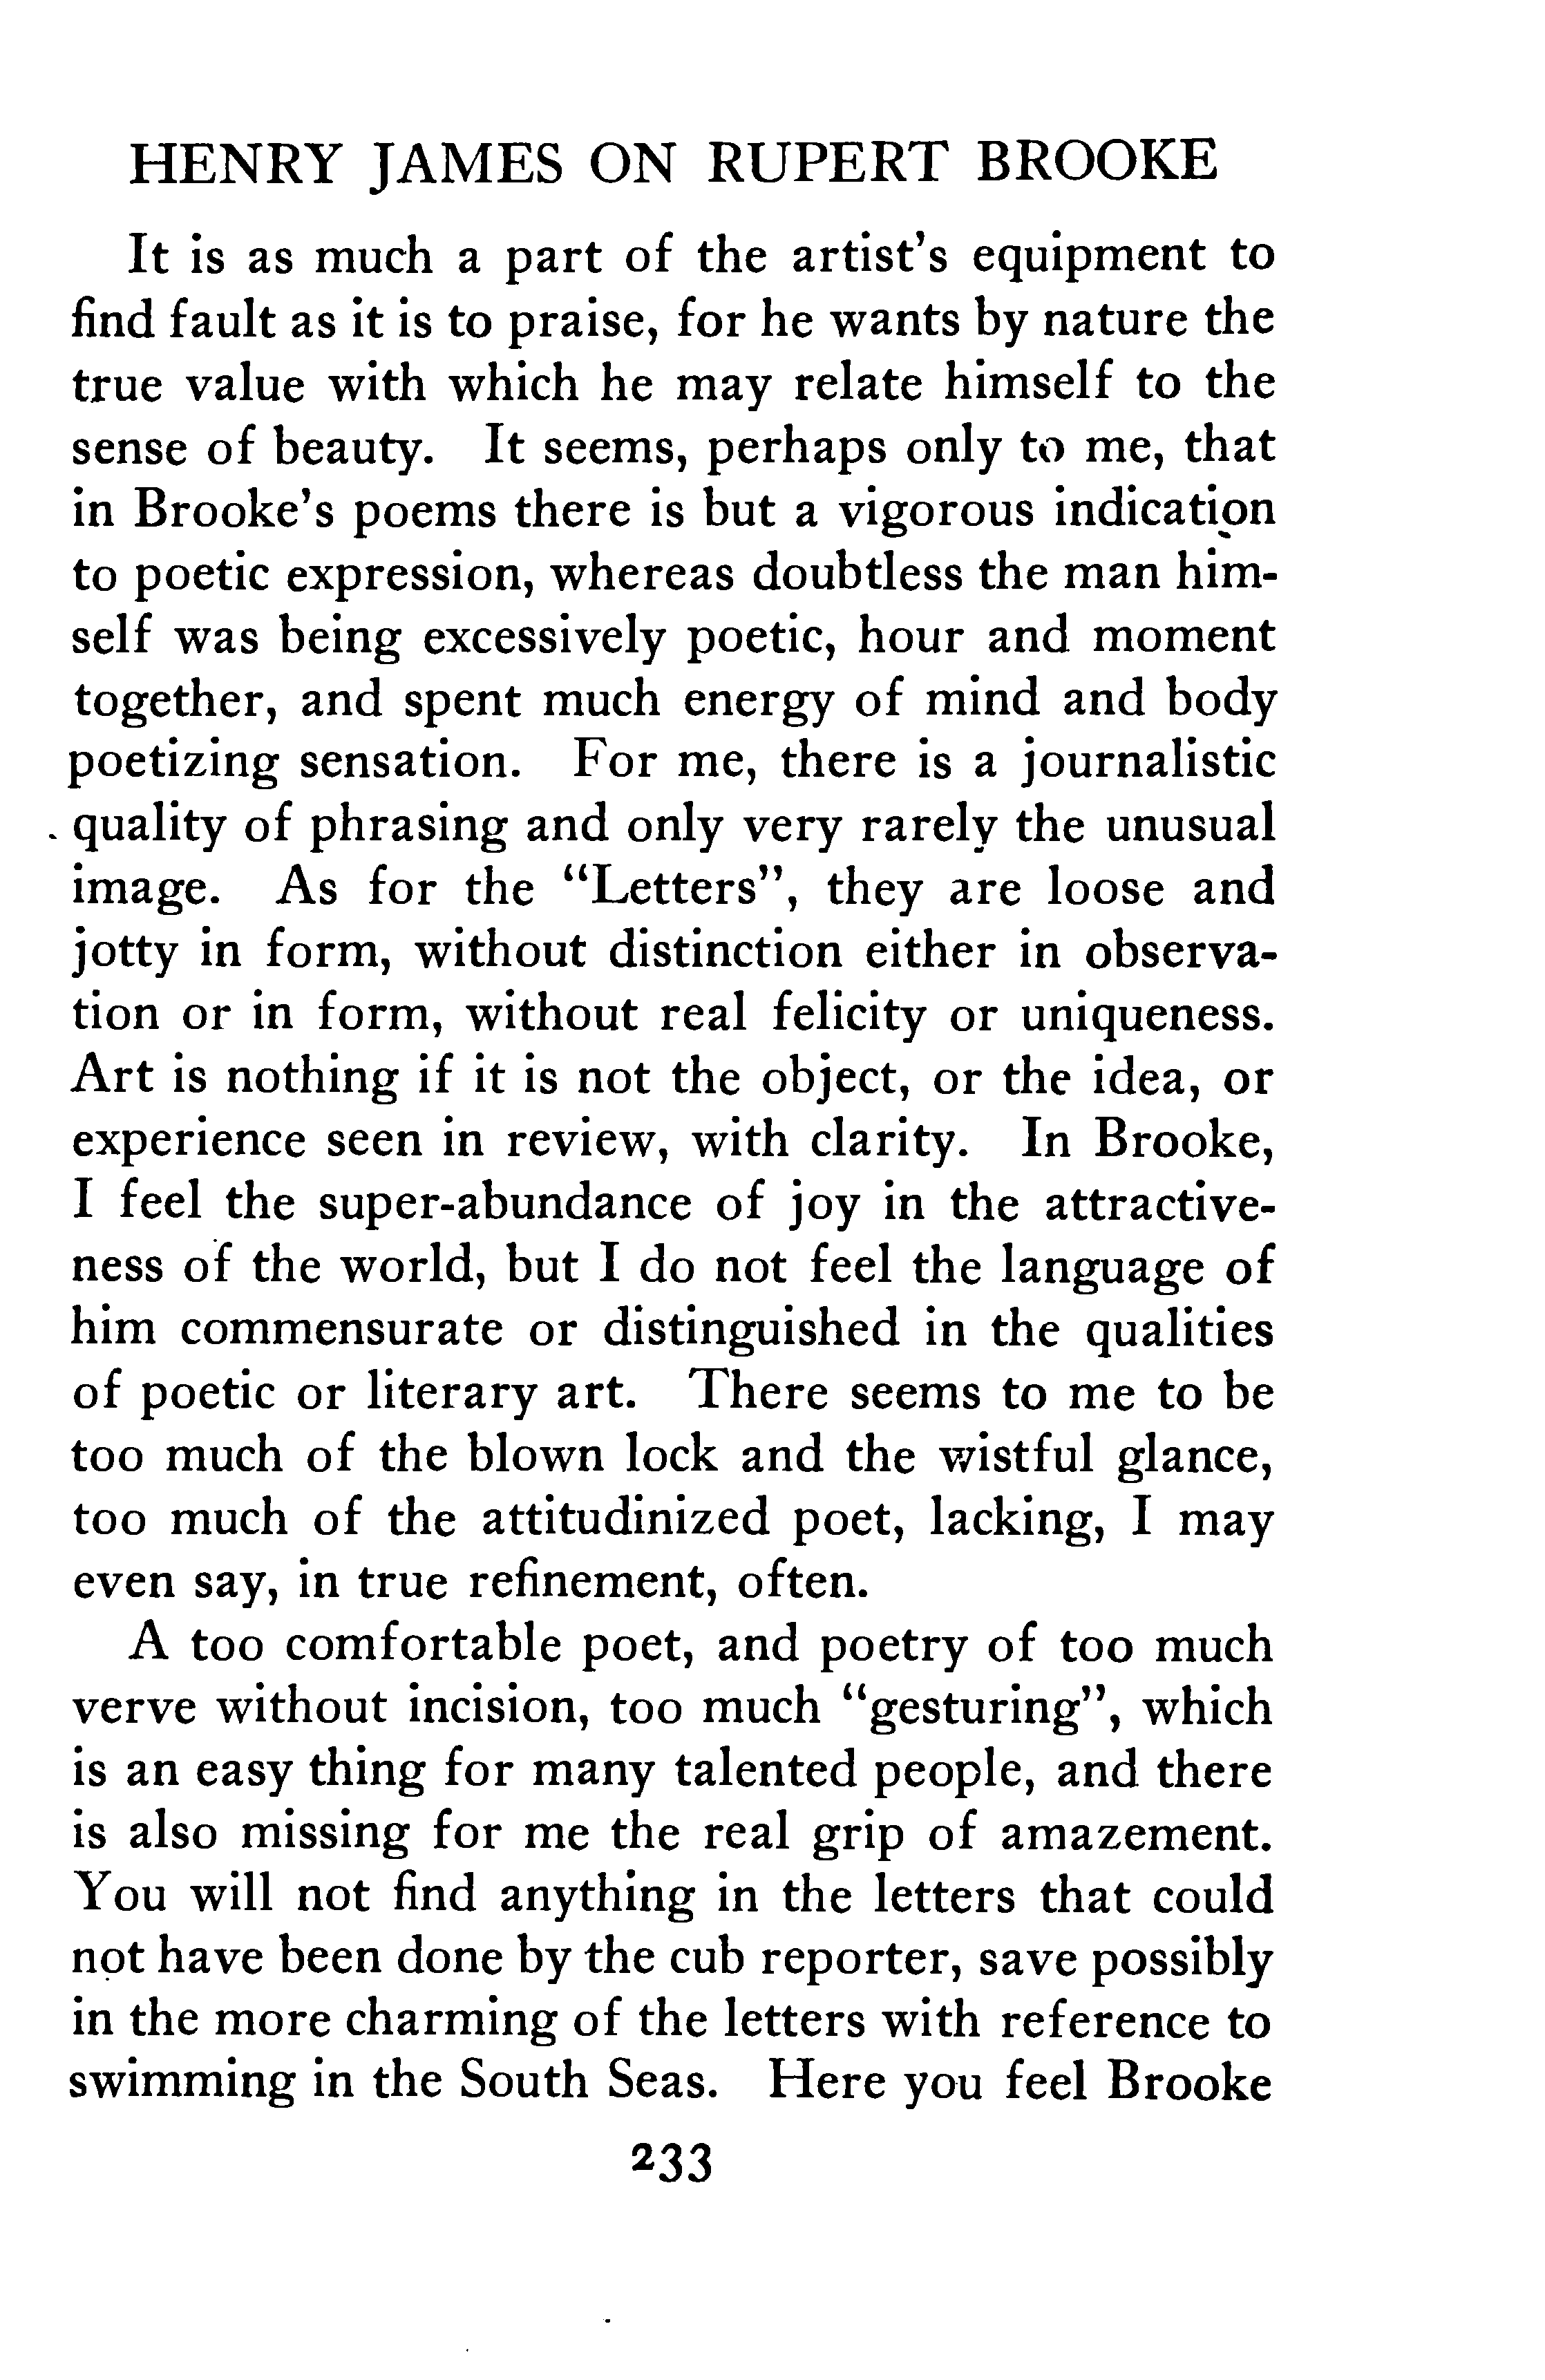 HENRY JAMES ON RUPERT BROOKE
It is as much a part of the artist's equipment to
find fault as it is to praise, for he wants by nature the
true value with which he may relate himself to the
sense of beauty. It seems, perhaps only to me, that
in Brooke's poems there is but a vigorous indication
to poetic expression, whereas doubtless the man him-
self was being excessively poetic, hour and moment
together, and spent much energy of mind and body
poetizing sensation. For me, there is a journalistic
quality of phrasing and only very rarely the unusual
image. As for the "Letters", they are loose and
jotty in form, without distinction either in observa-
tion or in form, without real felicity or uniqueness.
Art is nothing if it is not the object, or the idea, or
experience seen in review, with clarity. In Brooke,
I feel the super-abundance of joy in the attractive-
ness of the world, but I do not feel the language of
him commensurate or distinguished in the qualities
of poetic or literary art. There seems to me to be
too much of the blown lock and the wistful glance,
too much of the attitudinized poet, lacking, I may
even say, in true refinement, often.
A too comfortable poet, and poetry of too much
verve without incision, too much "gesturing", which
is an easy thing for many talented people, and there
is also missing for me the real grip of amazement.
You will not find anything in the letters that could
not have been done by the cub reporter, save possibly
in the more charming of the letters with reference to
swimming in the South Seas. Here you feel Brooke
233